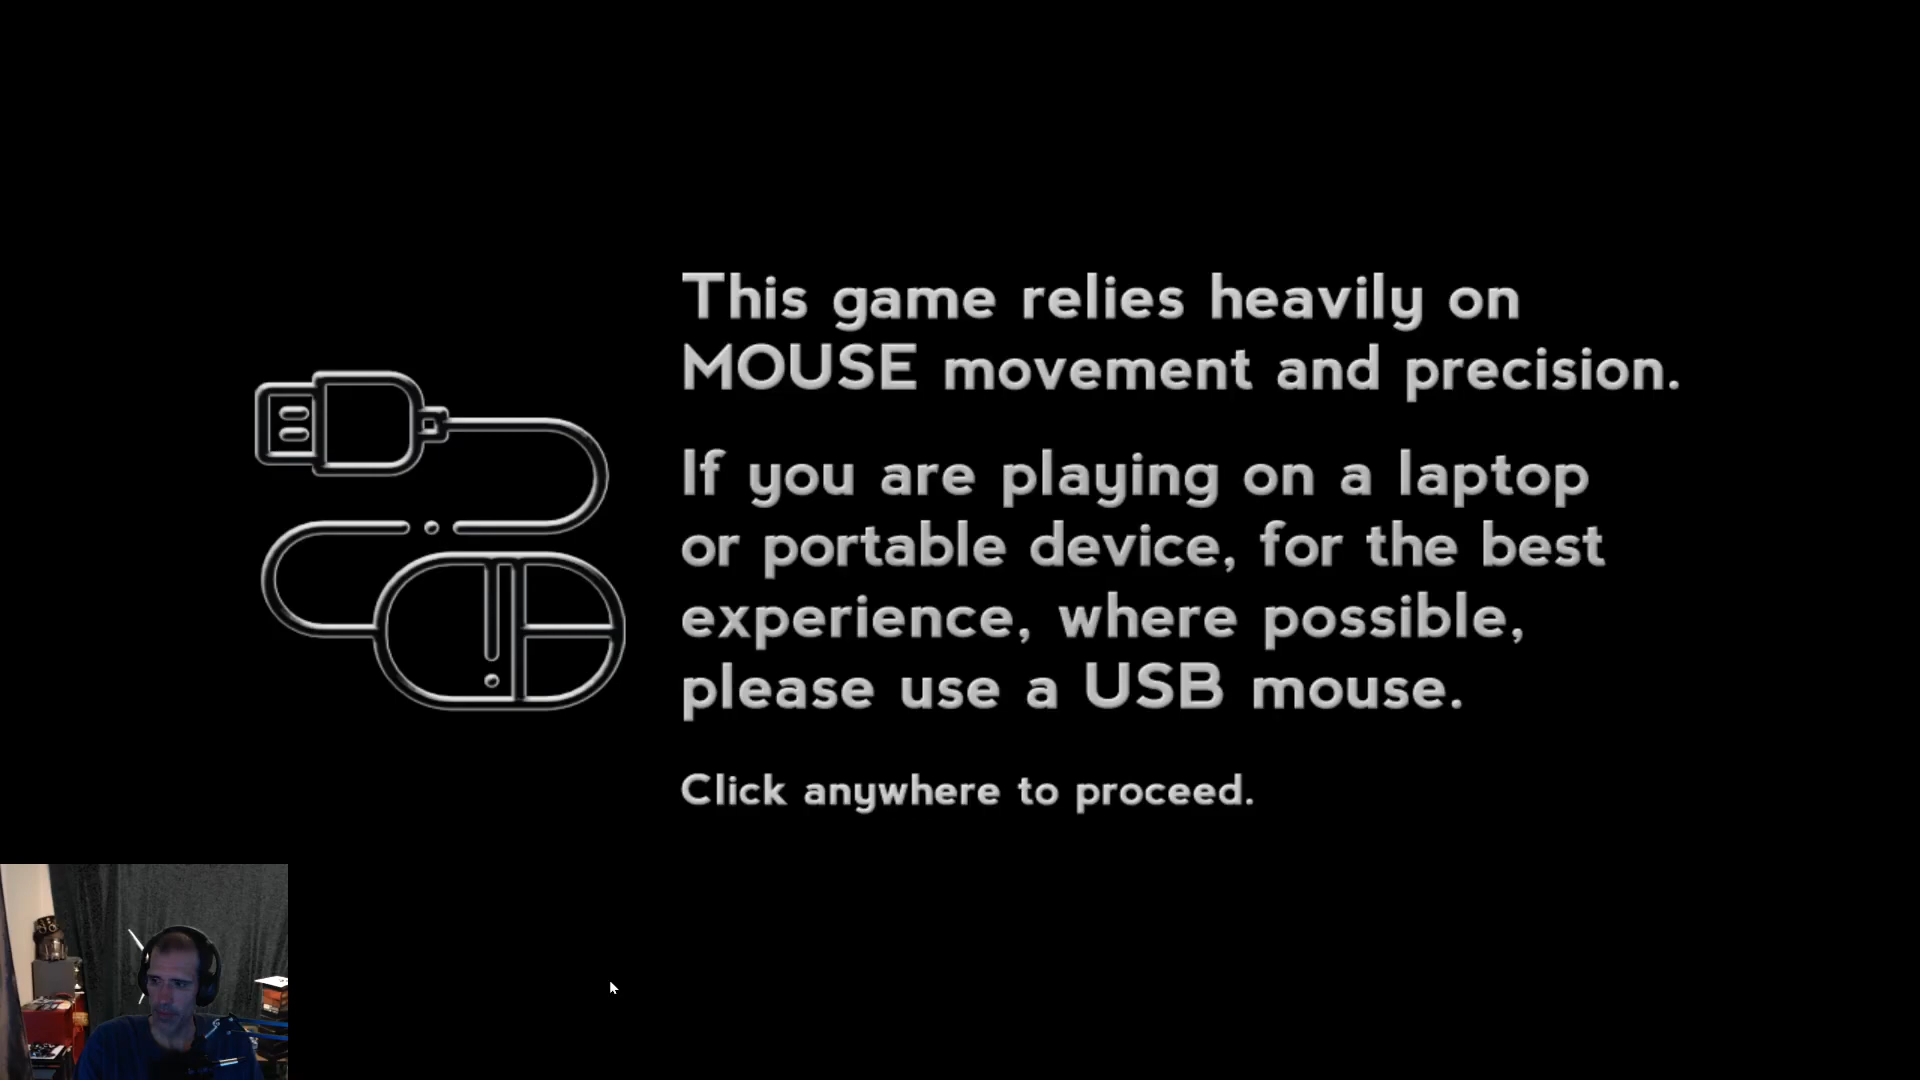 This game relies heavily on
MOUSE movement and precision.
If you are playing on a laptop
or portable device, for the best
experience, where possible,
please use a USB mouse.
Click anywhere to proceed.